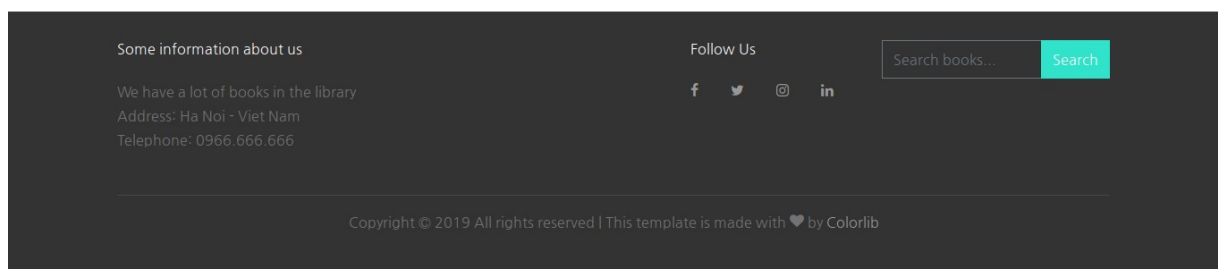 Some information about us
We have a lot of books in the library
Address: Ha Noi - Viet Nam
Telephone: 0966.666.666
Follow Us
Search books...
Search
Copyright © 2019 All rights reserved | This template is made with ❤ by Colorlib